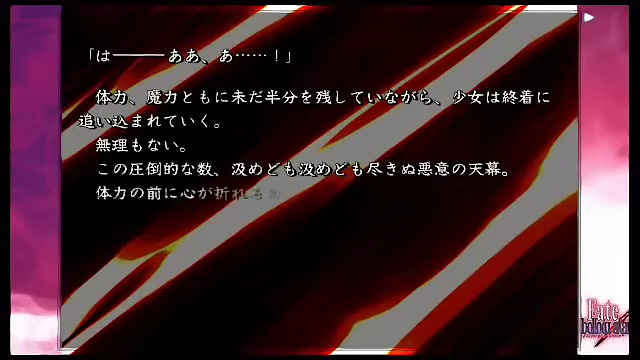 「は―――ああ、あ……！」
体力、魔力ともに未だ半分を残していながら、少女は終着に
追い込まれていく。
無理もない。
この圧倒的な数、汲めども汲めども尽きぬ悪意の天幕。
体力の前に心が折れるの
Fate
hollow ataraxia